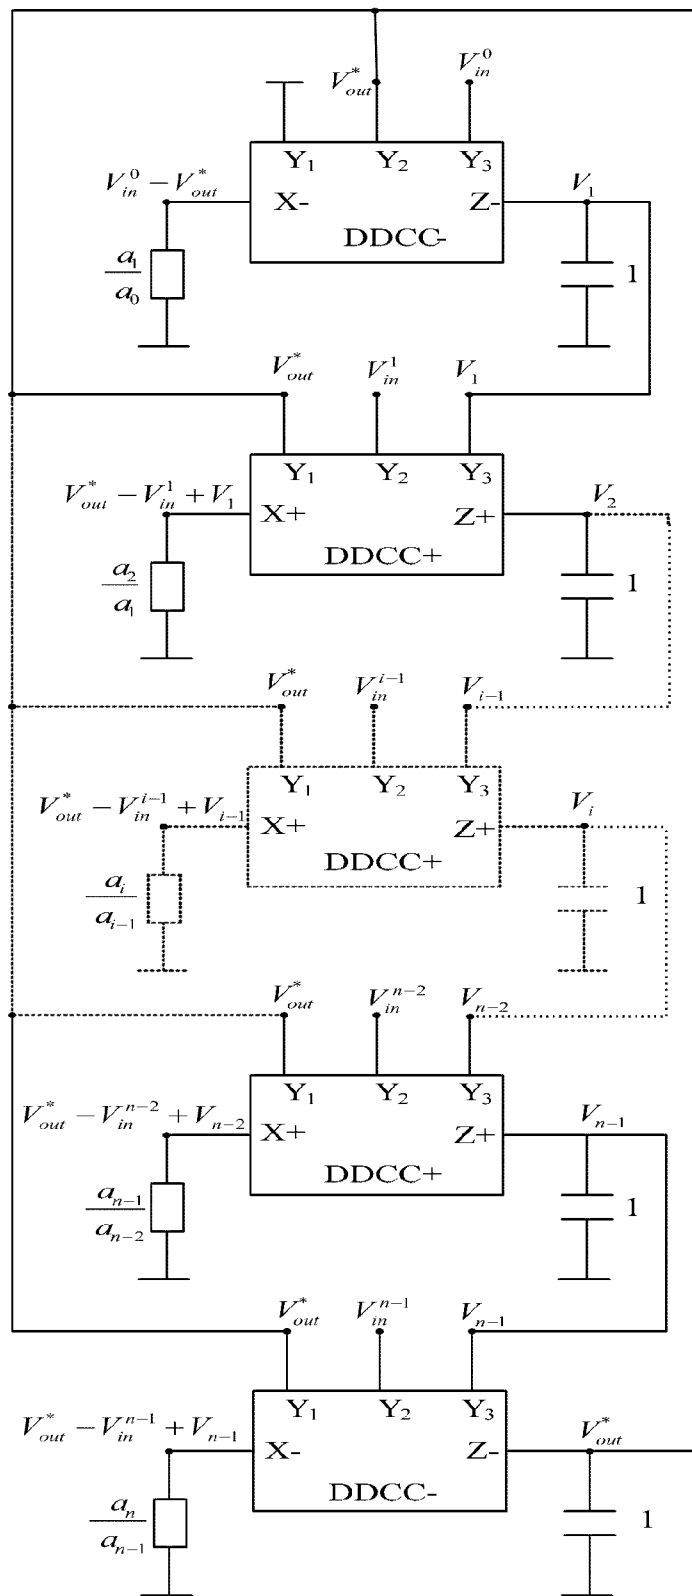 V*out V⁰in
Y₁ Y₂ Y₃
V⁰in − V*out X- Z- V₁
DDCC-
a₁/a₀ 1
V*out V¹in V₁
Y₁ Y₂ Y₃
V*out − V¹in + V₁ X+ Z+ V₂
DDCC+
a₂/a₁ 1
V*out Vⁱ⁻¹in Vᵢ₋₁
Y₁ Y₂ Y₃
V*out − Vⁱ⁻¹in + Vᵢ₋₁ X+ Z+ Vᵢ
DDCC+
aᵢ/aᵢ₋₁ 1
V*out Vⁿ⁻²in Vₙ₋₂
Y₁ Y₂ Y₃
V*out − Vⁿ⁻²in + Vₙ₋₂ X+ Z+ Vₙ₋₁
DDCC+
aₙ₋₁/aₙ₋₂ 1
V*out Vⁿ⁻¹in Vₙ₋₁
Y₁ Y₂ Y₃
V*out − Vⁿ⁻¹in + Vₙ₋₁ X- Z- V*out
DDCC-
aₙ/aₙ₋₁ 1